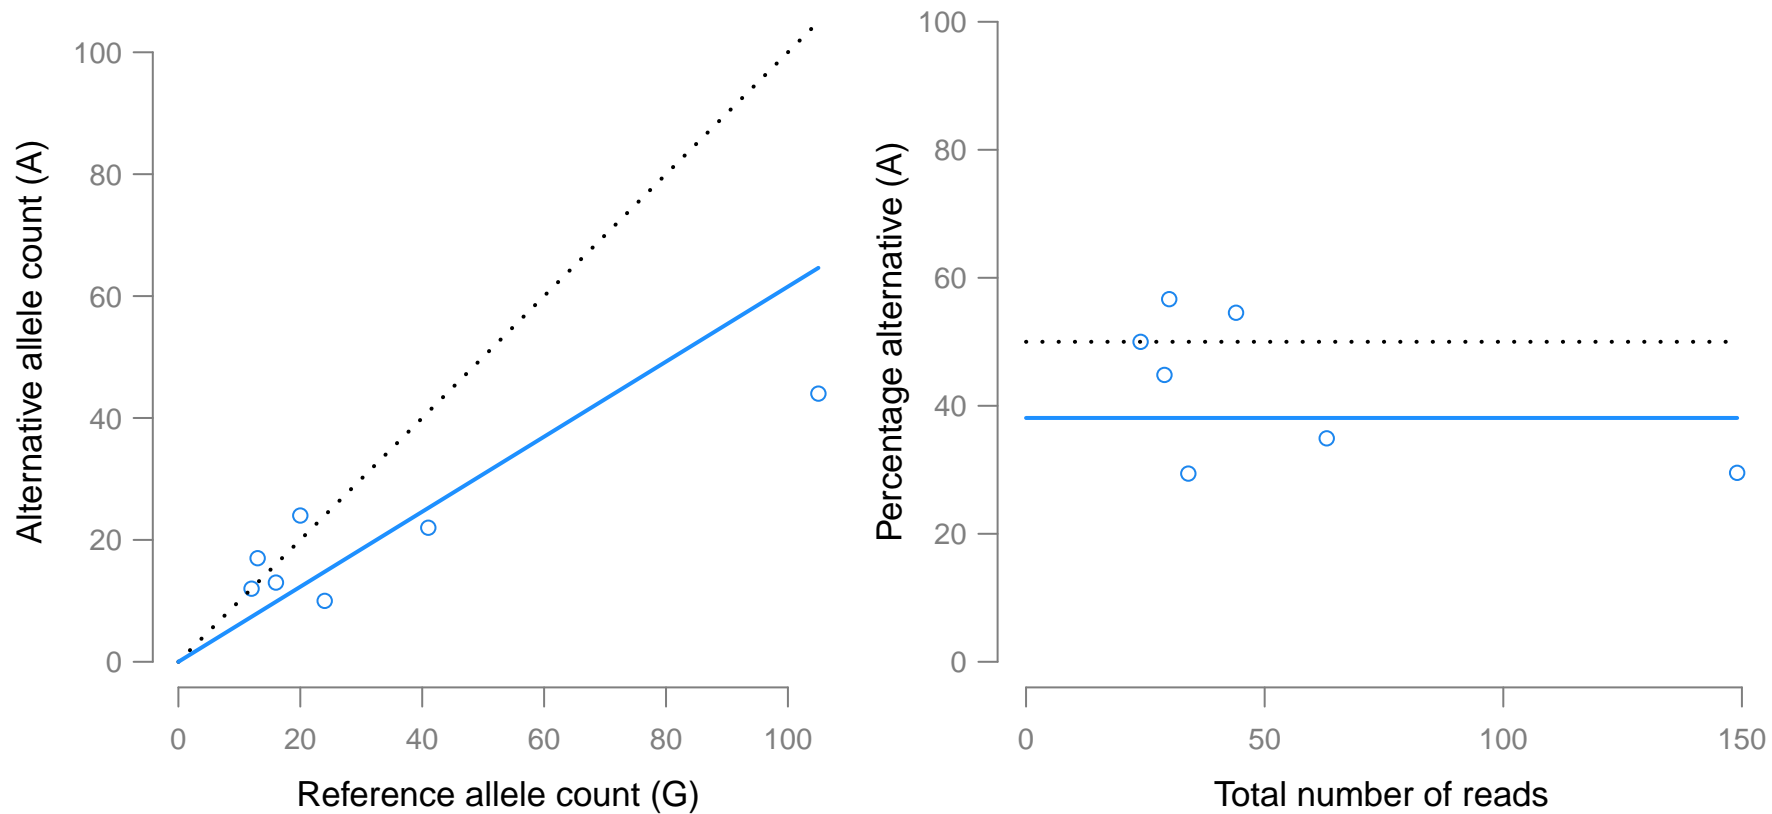 Alternative allele count (A)
100
80
60
40
20
0
0 20 40 60 80 100
Reference allele count (G)
Percentage alternative (A)
100
80
60
40
20
0
0 50 100 150
Total number of reads